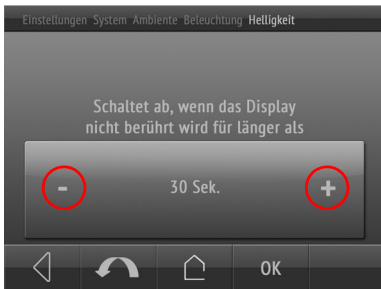 Einstellungen System Ambiente Beleuchtung Helligkeit
Schaltet ab, wenn das Display
nicht berührt wird für länger als
- 30 Sek. +
OK